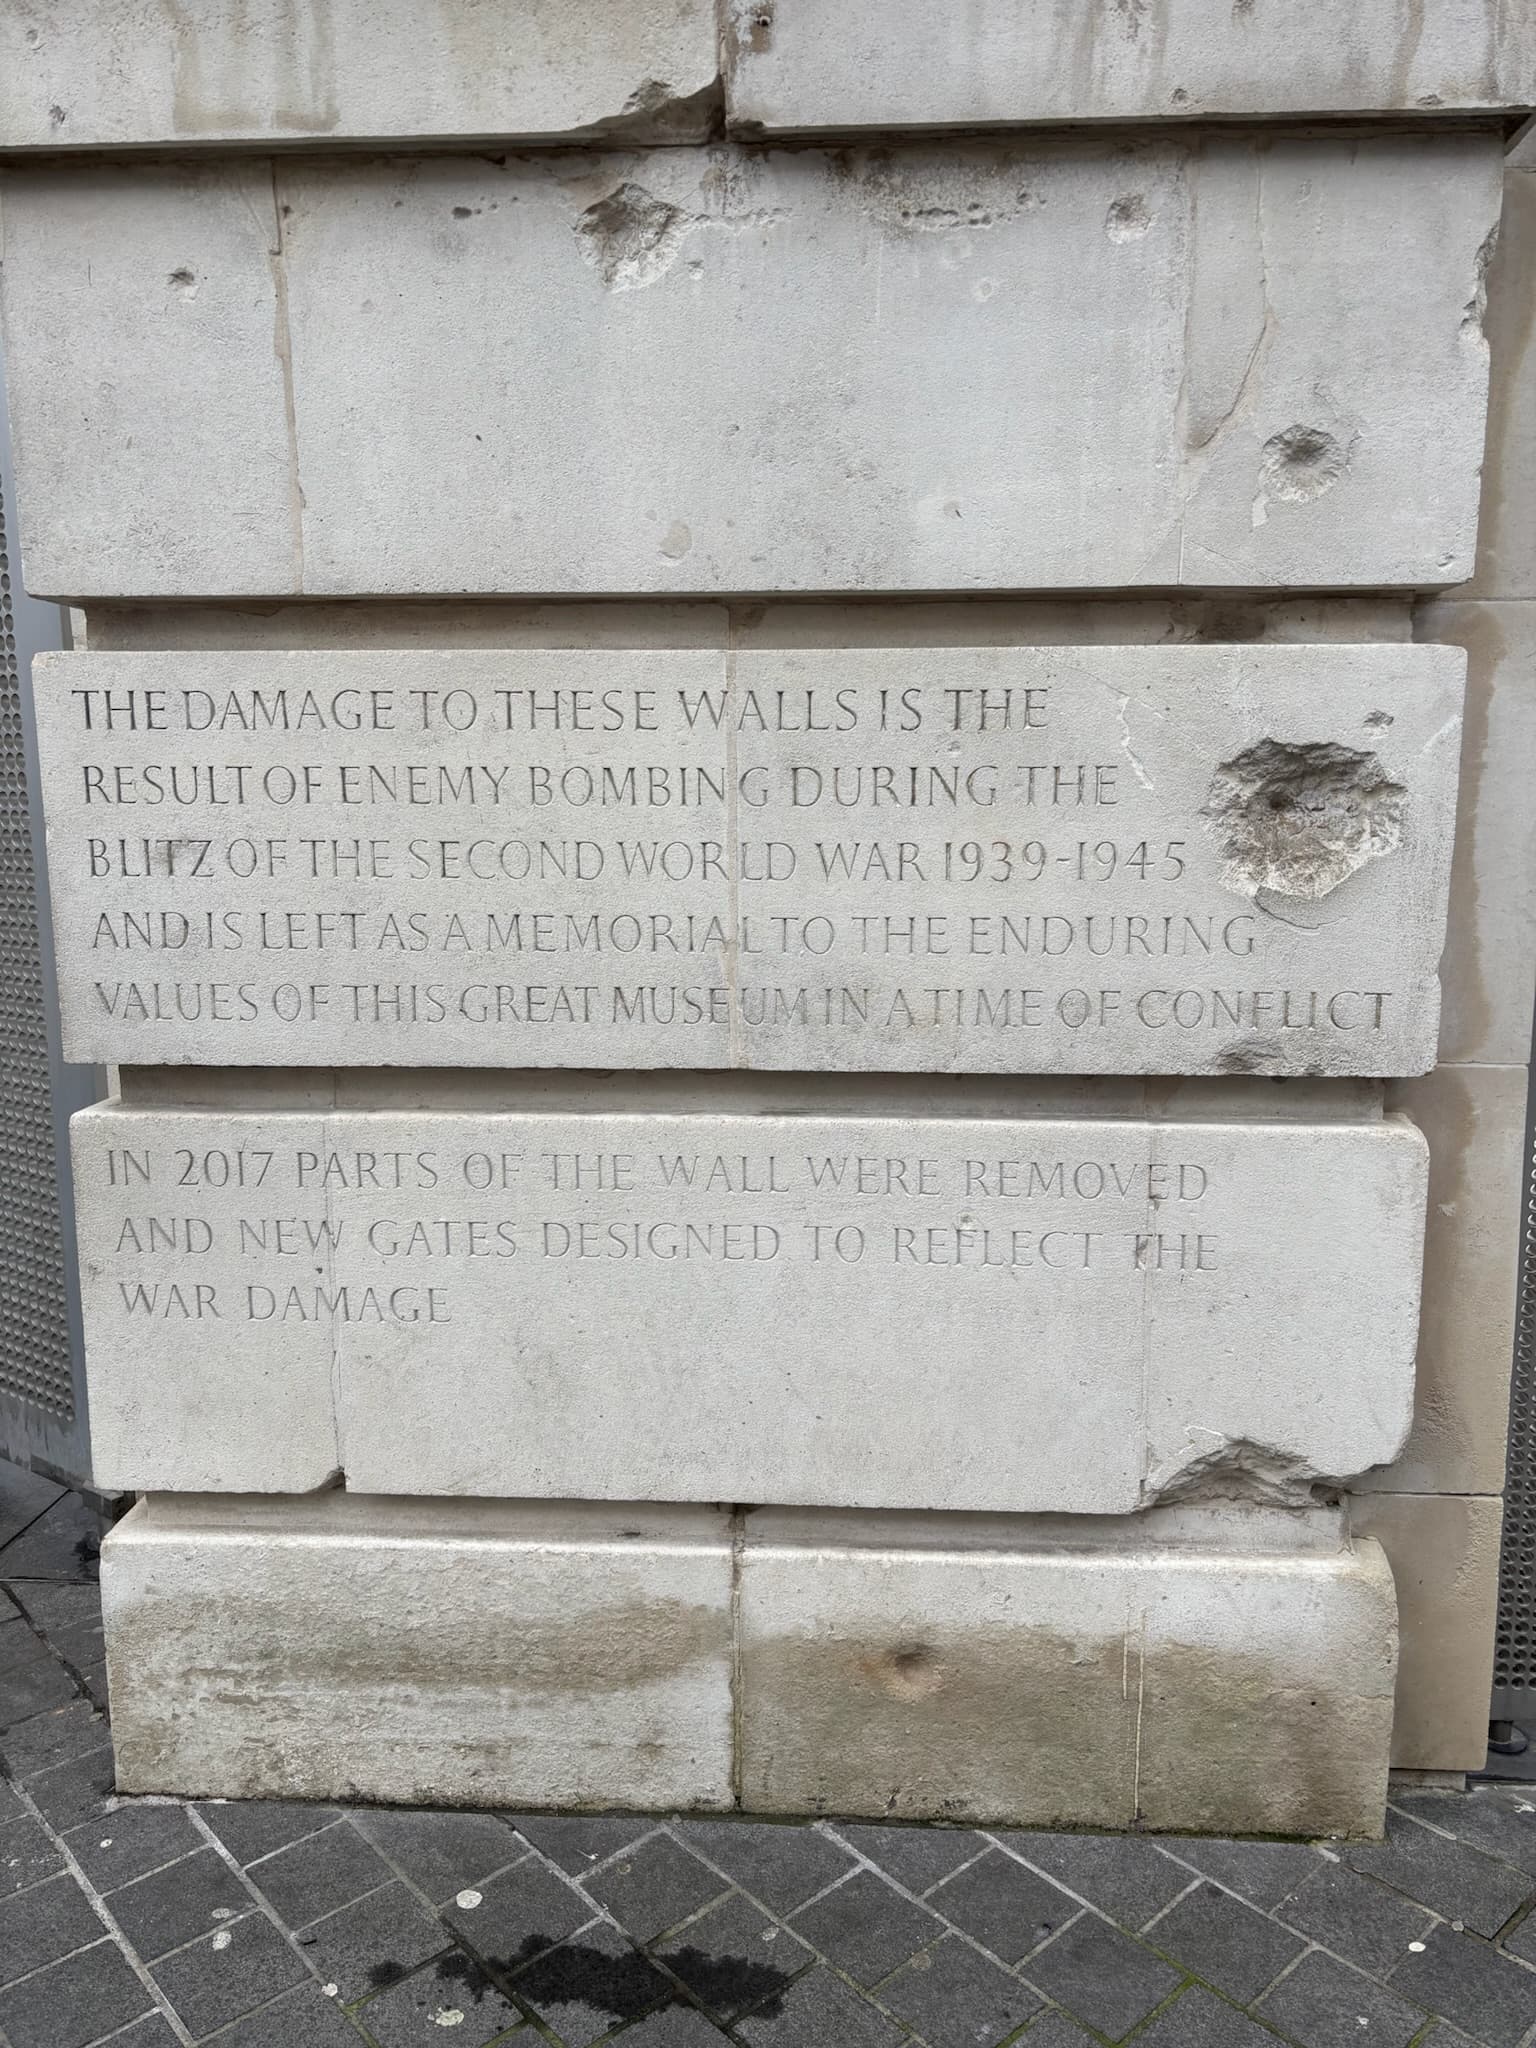 THE DAMAGE TO THESE WALLS IS THE
RESULT OF ENEMY BOMBING DURING THE
BLITZ OF THE SECOND WORLD WAR 1939-1945
AND IS LEFT AS A MEMORIAL TO THE ENDURING
VALUES OF THIS GREAT MUSEUM IN A TIME OF CONFLICT
IN 2017 PARTS OF THE WALL WERE REMOVED
AND NEW GATES DESIGNED TO REFLECT THE
WAR DAMAGE